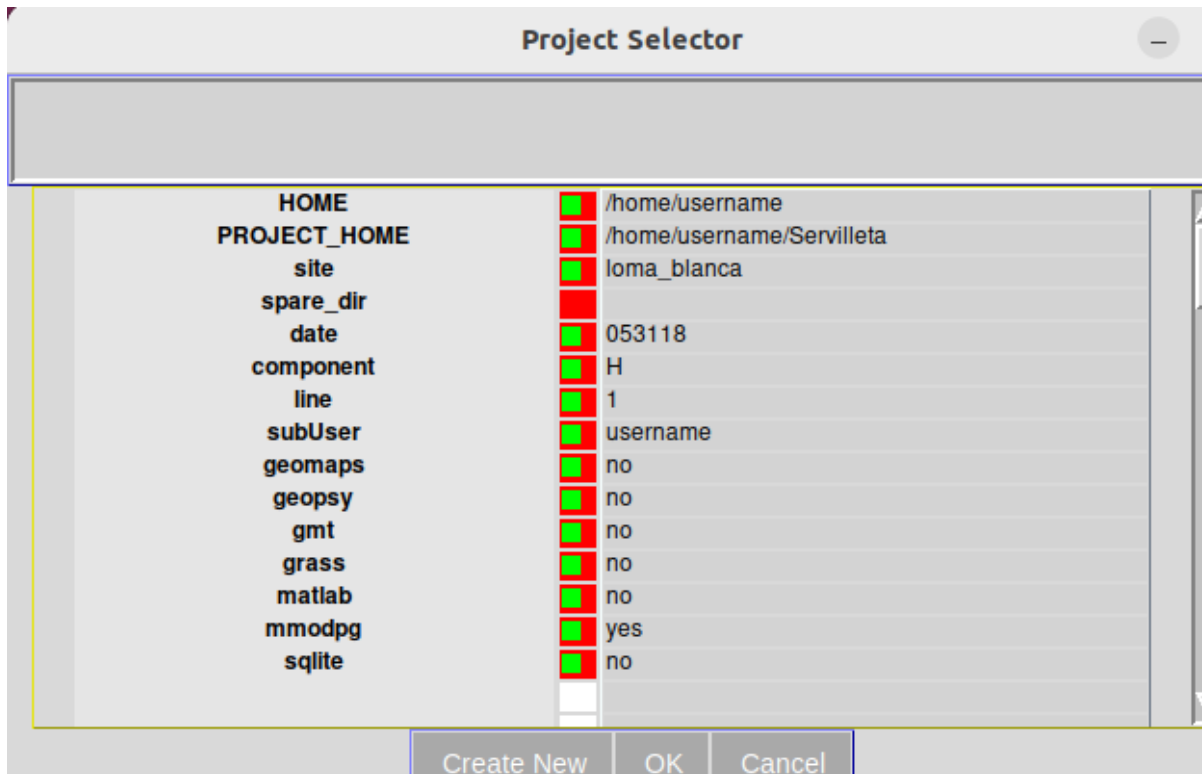 Project Selector
HOME /home/username
PROJECT_HOME /home/username/Servilleta
site loma_blanca
spare_dir
date 053118
component H
line 1
subUser username
geomaps no
geopsy no
gmt no
grass no
matlab no
mmodpg yes
sqlite no
Create New OK Cancel